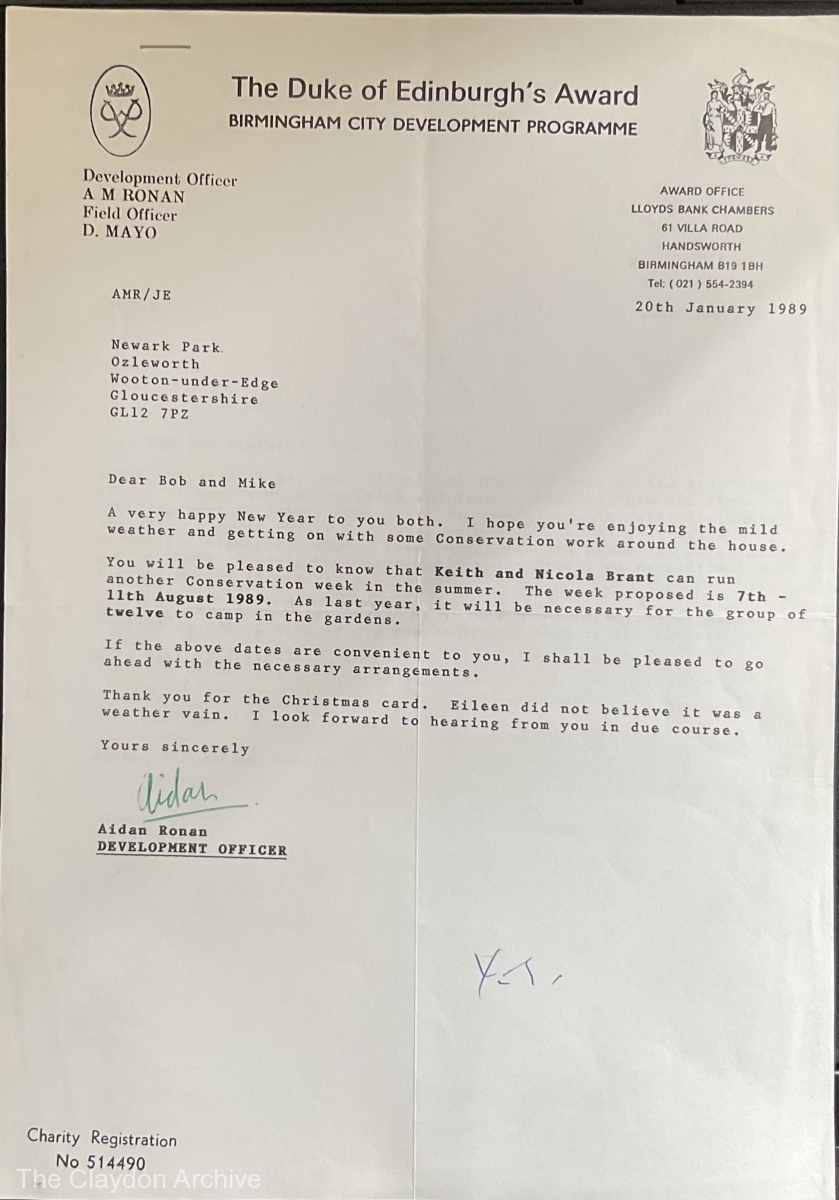 The Duke of Edinburgh's Award
BIRMINGHAM CITY DEVELOPMENT PROGRAMME
Development Officer
A M RONAN
Field Officer
D. MAYO
AWARD OFFICE
LLOYDS BANK CHAMBERS
61 VILLA ROAD
HANDSWORTH
BIRMINGHAM B19 1BH
Tel: (021) 554-2394
20th January 1989
AMR/JE
Newark Park.
Ozleworth
Wooton-under-Edge
Gloucestershire
GL12 7PZ
Dear Bob and Mike
A very happy New Year to you both. I hope you're enjoying the mild
weather and getting on with some Conservation work around the house.
You will be pleased to know that Keith and Nicola Brant can run
another Conservation week in the summer. The week proposed is 7th -
11th August 1989. As last year, it will be necessary for the group of
twelve to camp in the gardens.
If the above dates are convenient to you, I shall be pleased to go
ahead with the necessary arrangements.
Thank you for the Christmas card. Eileen did not believe it was a
weather vain. I look forward to hearing from you in due course.
Yours sincerely
Aidan
Aidan Ronan
DEVELOPMENT OFFICER
Charity Registration
No 514490
The Claydon Archive